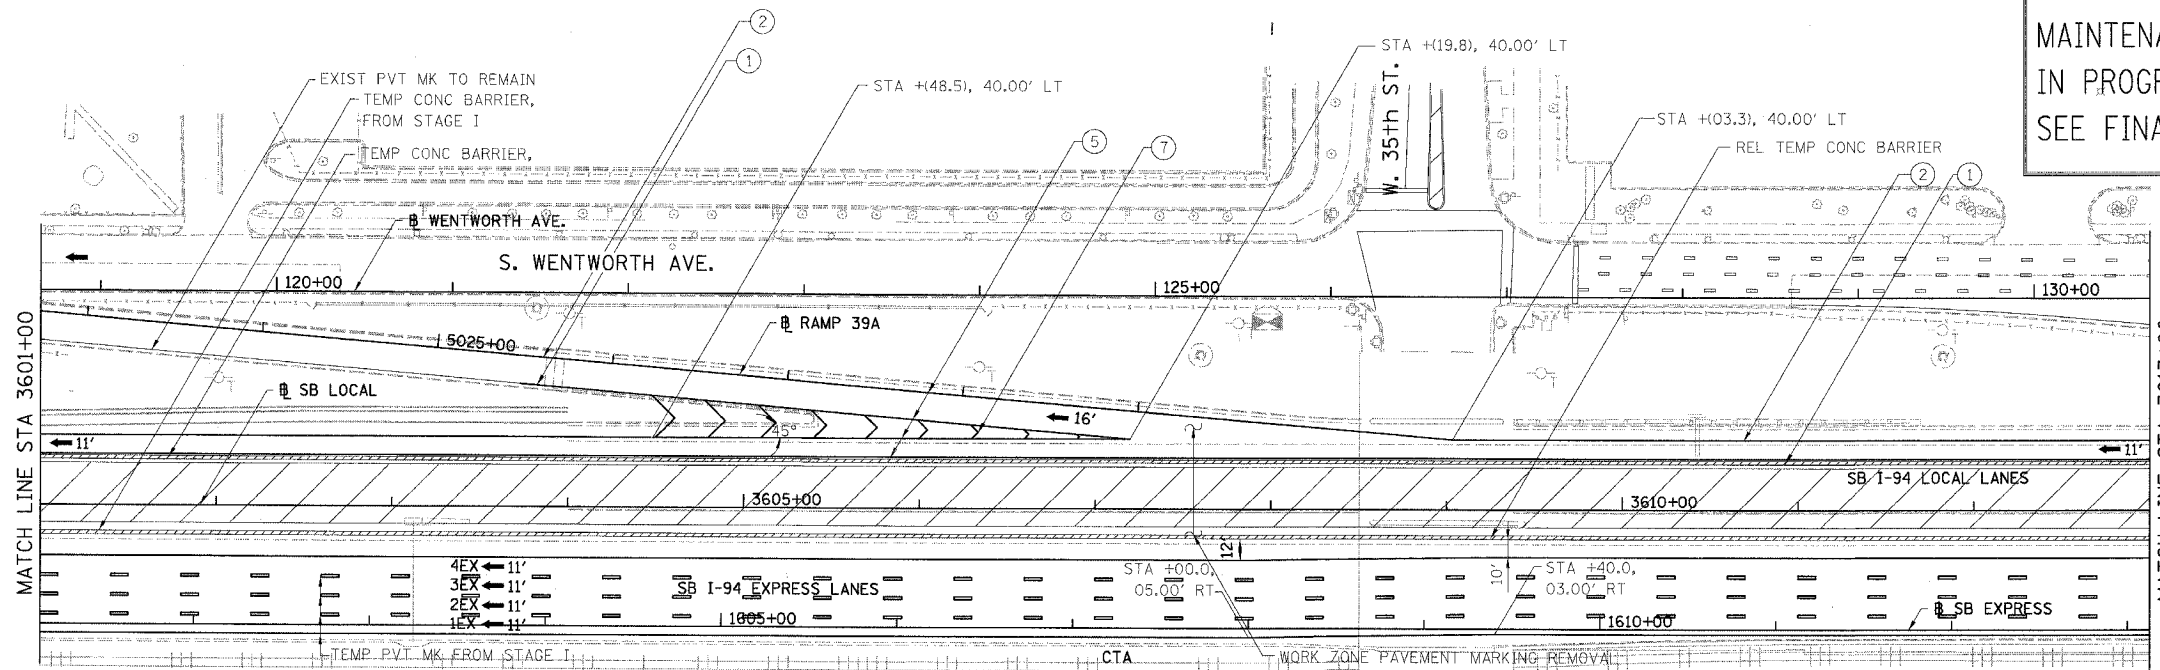 MAINTENA
IN PROGR
SEE FINA
2
1
EXIST PVT MK TO REMAIN
TEMP CONC BARRIER,
FROM STAGE I
TEMP CONC BARRIER,
STA +(48.5), 40.00' LT
STA +(19.8), 40.00' LT
W. 35th ST.
STA +(03.3), 40.00' LT
REL TEMP CONC BARRIER
5
7
2
1
℄ WENTWORTH AVE.
S. WENTWORTH AVE.
120+00
125+00
130+00
℄ RAMP 39A
5025+00
℄ SB LOCAL
MATCH LINE STA 3601+00
11'
45°
16'
11'
SB I-94 LOCAL LANES
3605+00
3610+00
12'
10'
4EX 11'
3EX 11'
2EX 11'
1EX 11'
SB I-94 EXPRESS LANES
STA +00.0,
05.00' RT
STA +40.0,
03.00' RT
℄ SB EXPRESS
1605+00
1610+00
TEMP PVT MK FROM STAGE I
CTA
WORK ZONE PAVEMENT MARKING REMOVAL